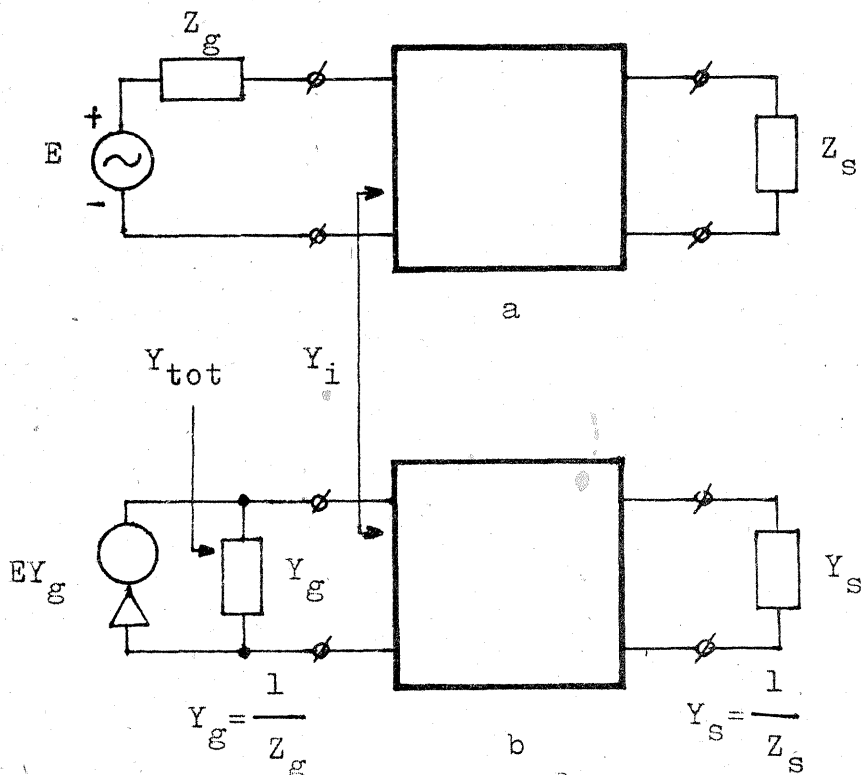 Z_g
+
E
-
Z_s
a
Y_tot
Y_i
EY_g
Y_g
Y_s
Y_g = 1/Z_g
Y_s = 1/Z_s
b